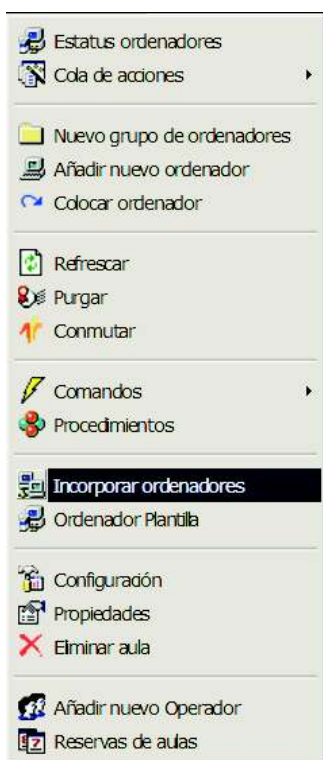 Estatus ordenadores
Cola de acciones
Nuevo grupo de ordenadores
Añadir nuevo ordenador
Colocar ordenador
Refrescar
Purgar
Conmutar
Comandos
Procedimientos
Incorporar ordenadores
Ordenador Plantilla
Configuración
Propiedades
Eliminar aula
Añadir nuevo Operador
Reservas de aulas